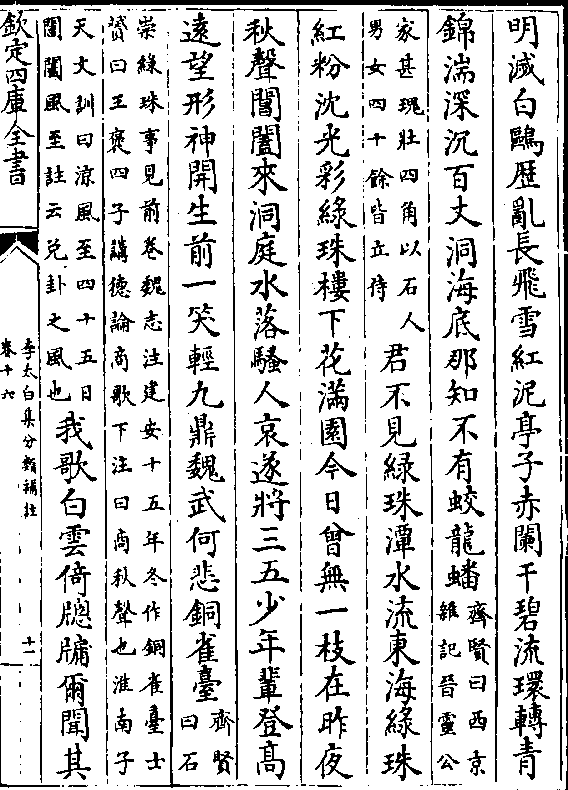 明滅白鷗歴亂長飛雪紅泥亭子赤闌干碧流環轉青
錦湍深沉百丈洞海底那知不有蛟龍蟠
齊賢曰西京
雜記晉靈公
家甚瑰壯四角以石人
男女四十餘皆立侍
君不見綠珠潭水流東海綠珠
紅粉沈光彩綠珠樓下花滿園今日曾無一枝在昨夜
秋聲閶闔來洞庭水落騷人哀遂將三五少年輩登高
遠望形神開生前一笑輕九鼎魏武何悲銅雀臺
齊賢
曰石
崇綠珠事見前卷魏志注建安十五年冬作銅雀臺士
贇曰王褒四子講德論商歌下注曰商秋聲也淮南子
天文訓曰涼風至四十五日
閶闔風至註云兊卦之風也
我歌白雲倚牕牖爾聞其
欽定四庫全書
李太白集分類補註
卷十六
十一